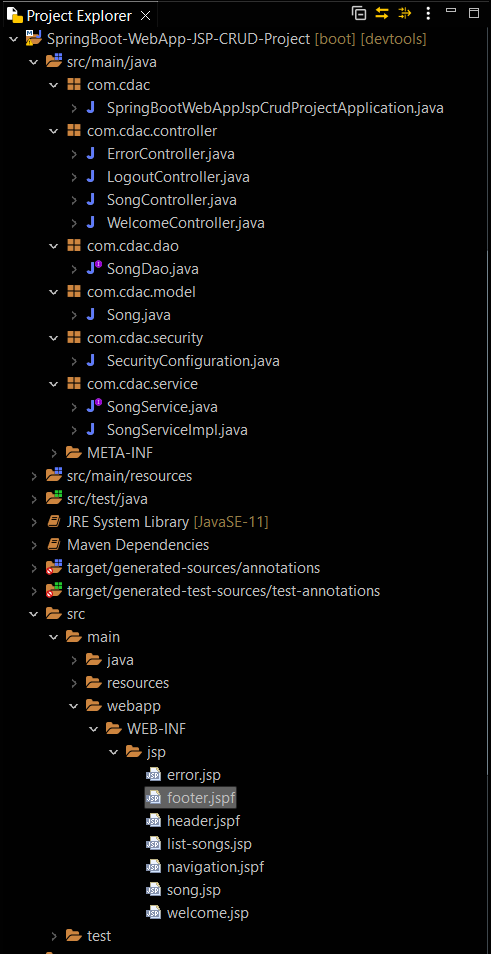 Project Explorer
SpringBoot-WebApp-JSP-CRUD-Project [boot] [devtools]
src/main/java
com.cdac
SpringBootWebAppJspCrudProjectApplication.java
com.cdac.controller
ErrorController.java
LogoutController.java
SongController.java
WelcomeController.java
com.cdac.dao
SongDao.java
com.cdac.model
Song.java
com.cdac.security
SecurityConfiguration.java
com.cdac.service
SongService.java
SongServiceImpl.java
META-INF
src/main/resources
src/test/java
JRE System Library [JavaSE-11]
Maven Dependencies
target/generated-sources/annotations
target/generated-test-sources/test-annotations
src
main
java
resources
webapp
WEB-INF
jsp
error.jsp
footer.jspf
header.jspf
list-songs.jsp
navigation.jspf
song.jsp
welcome.jsp
test